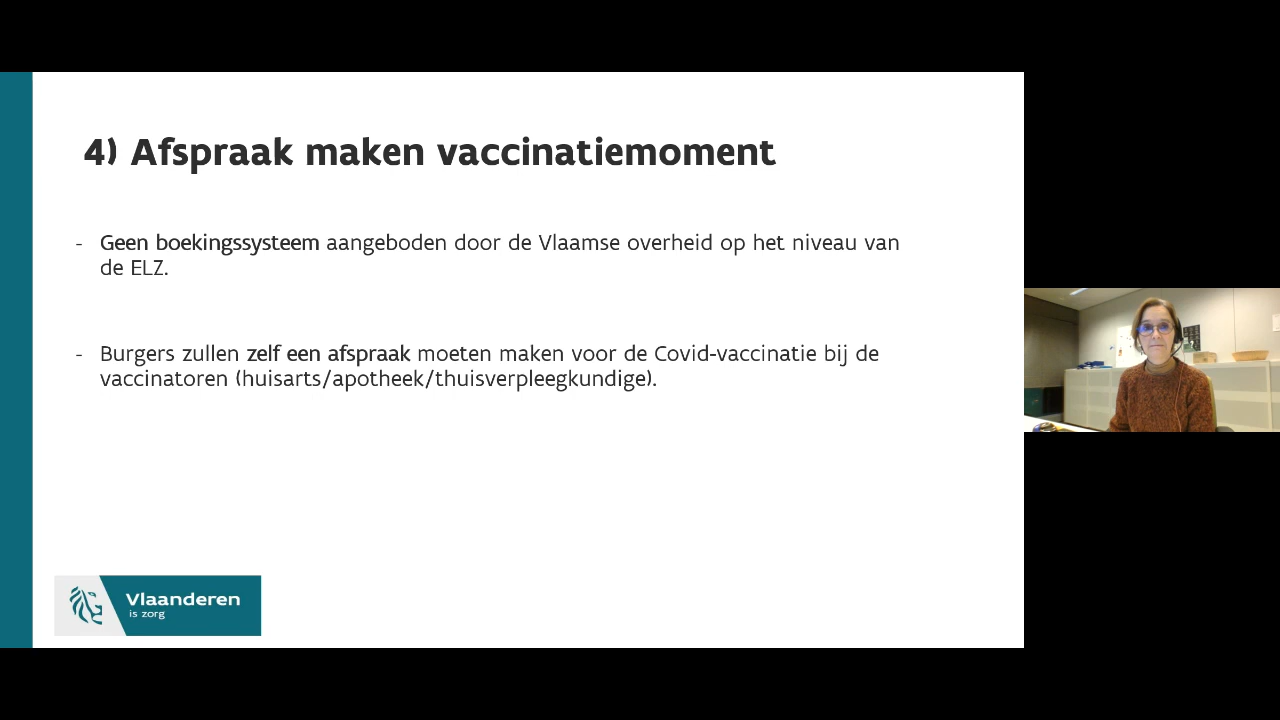 4) Afspraak maken vaccinatiemoment
- Geen boekingssysteem aangeboden door de Vlaamse overheid op het niveau van
de ELZ.
- Burgers zullen zelf een afspraak moeten maken voor de Covid-vaccinatie bij de
vaccinatoren (huisarts/apotheek/thuisverpleegkundige).
Vlaanderen
is zorg